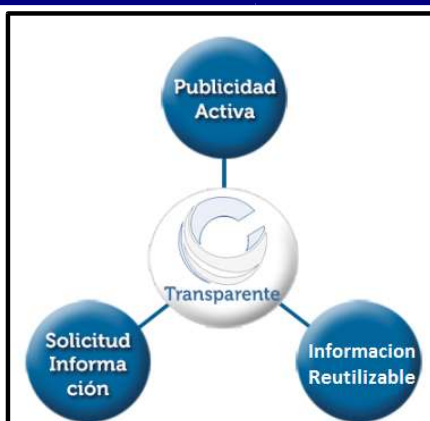 Publicidad
Activa
Transparente
Solicitud
Informa
ción
Informacion
Reutilizable